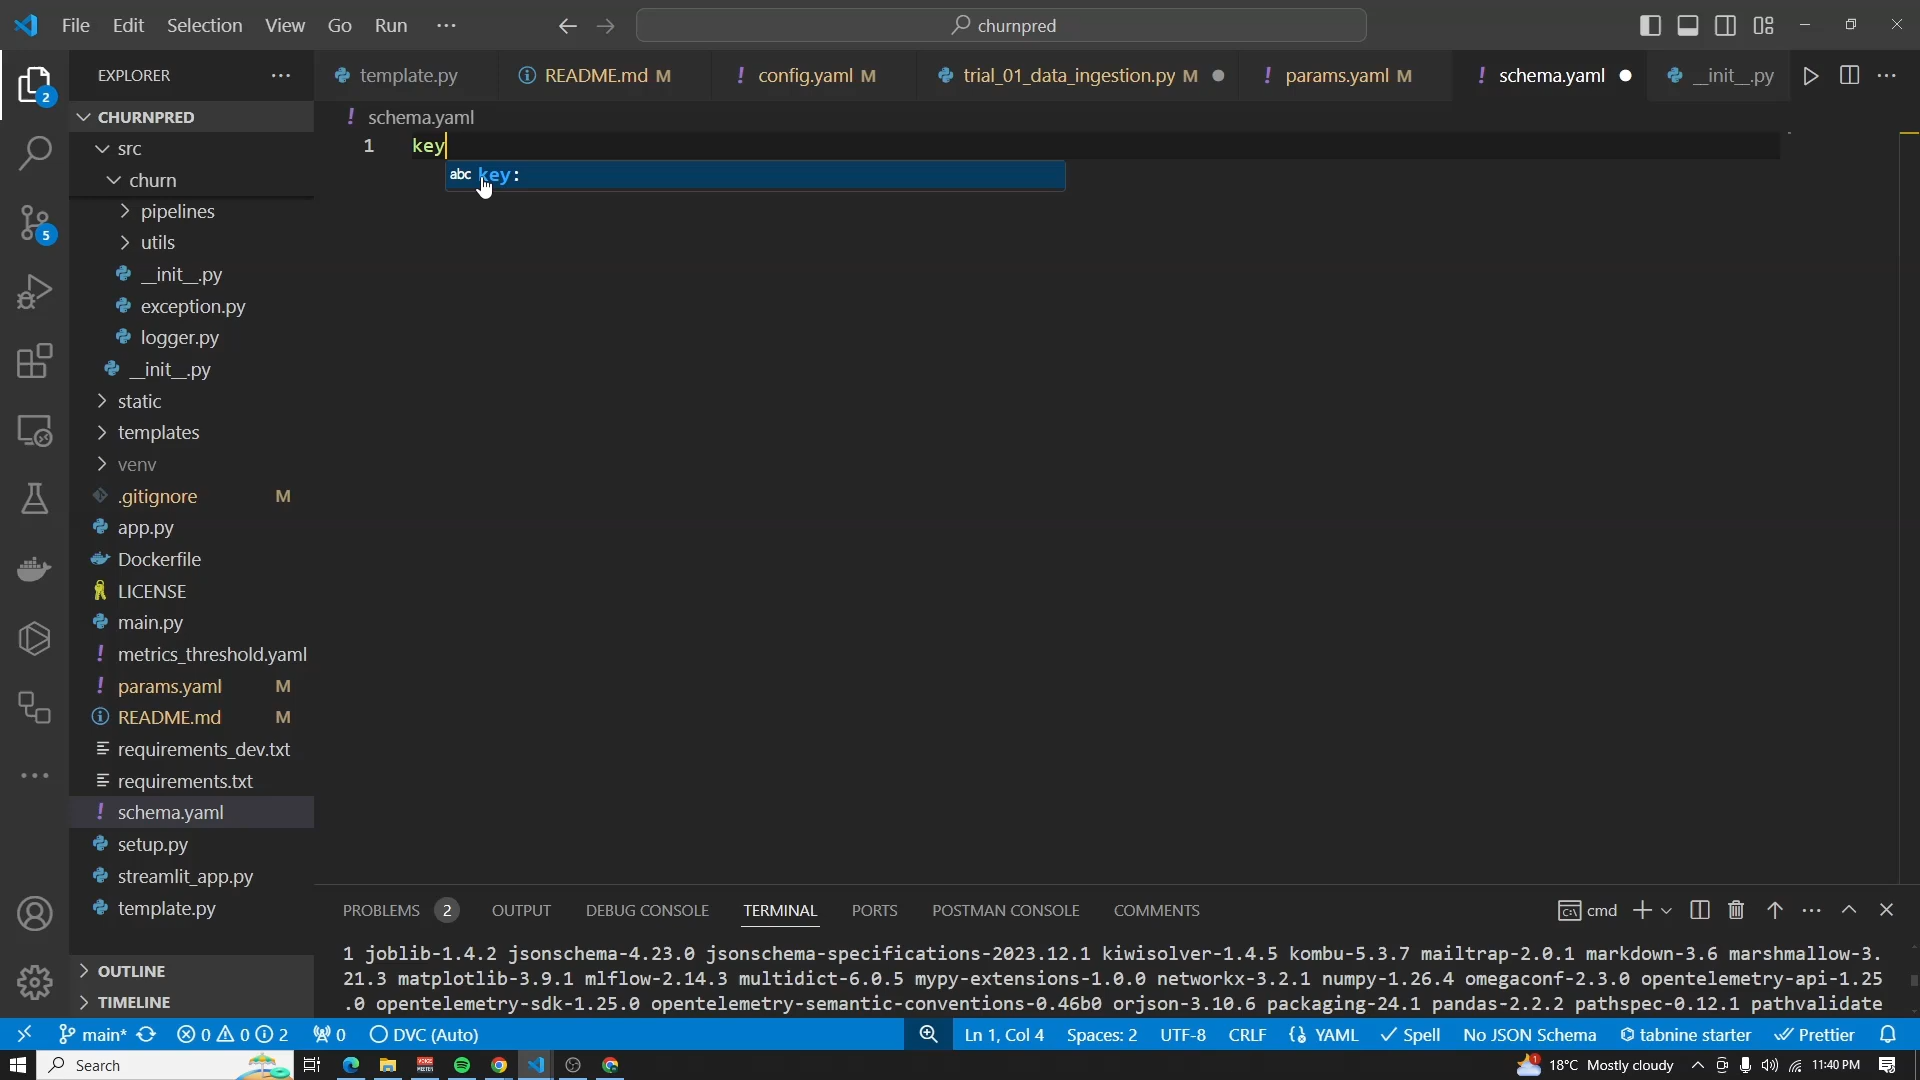 File Edit Selection View Go Run ...
churnpred
EXPLORER
template.py
README.md M
config.yaml M
trial_01_data_ingestion.py M
params.yaml M
schema.yaml
__init__.py
CHURNPRED
schema.yaml
1 key
abc key:
src
churn
pipelines
utils
__init__.py
exception.py
logger.py
__init__.py
static
templates
venv
.gitignore M
app.py
Dockerfile
LICENSE
main.py
metrics_threshold.yaml
params.yaml M
README.md M
requirements_dev.txt
requirements.txt
schema.yaml
setup.py
streamlit_app.py
template.py
OUTLINE
TIMELINE
2
5
PROBLEMS 2 OUTPUT DEBUG CONSOLE TERMINAL PORTS POSTMAN CONSOLE COMMENTS
cmd
1 joblib-1.4.2 jsonschema-4.23.0 jsonschema-specifications-2023.12.1 kiwisolver-1.4.5 kombu-5.3.7 mailtrap-2.0.1 markdown-3.6 marshmallow-3.
21.3 matplotlib-3.9.1 mlflow-2.14.3 multidict-6.0.5 mypy-extensions-1.0.0 networkx-3.2.1 numpy-1.26.4 omegaconf-2.3.0 opentelemetry-api-1.25
.0 opentelemetry-sdk-1.25.0 opentelemetry-semantic-conventions-0.46b0 orjson-3.10.6 packaging-24.1 pandas-2.2.2 pathspec-0.12.1 pathvalidate
main* 0 0 2 0 DVC (Auto) Ln 1, Col 4 Spaces: 2 UTF-8 CRLF {} YAML Spell No JSON Schema tabnine starter Prettier
Search
1 18°C Mostly cloudy 11:40 PM